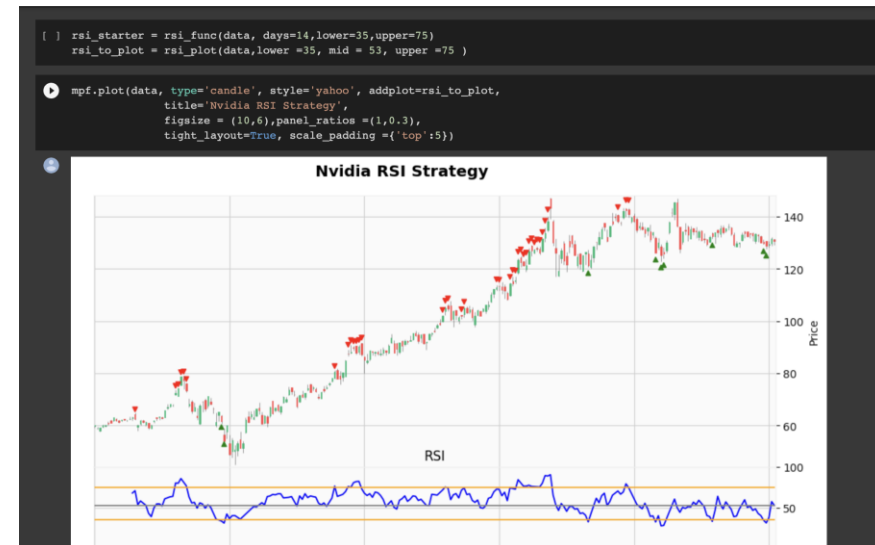 [ ] rsi_starter = rsi_func(data, days=14,lower=35,upper=75)
rsi_to_plot = rsi_plot(data,lower =35, mid = 53, upper =75 )
mpf.plot(data, type='candle', style='yahoo', addplot=rsi_to_plot,
title='Nvidia RSI Strategy',
figsize = (10,6),panel_ratios =(1,0.3),
tight_layout=True, scale_padding ={'top':5})
Nvidia RSI Strategy
140
120
100
Price
80
60
RSI
100
50